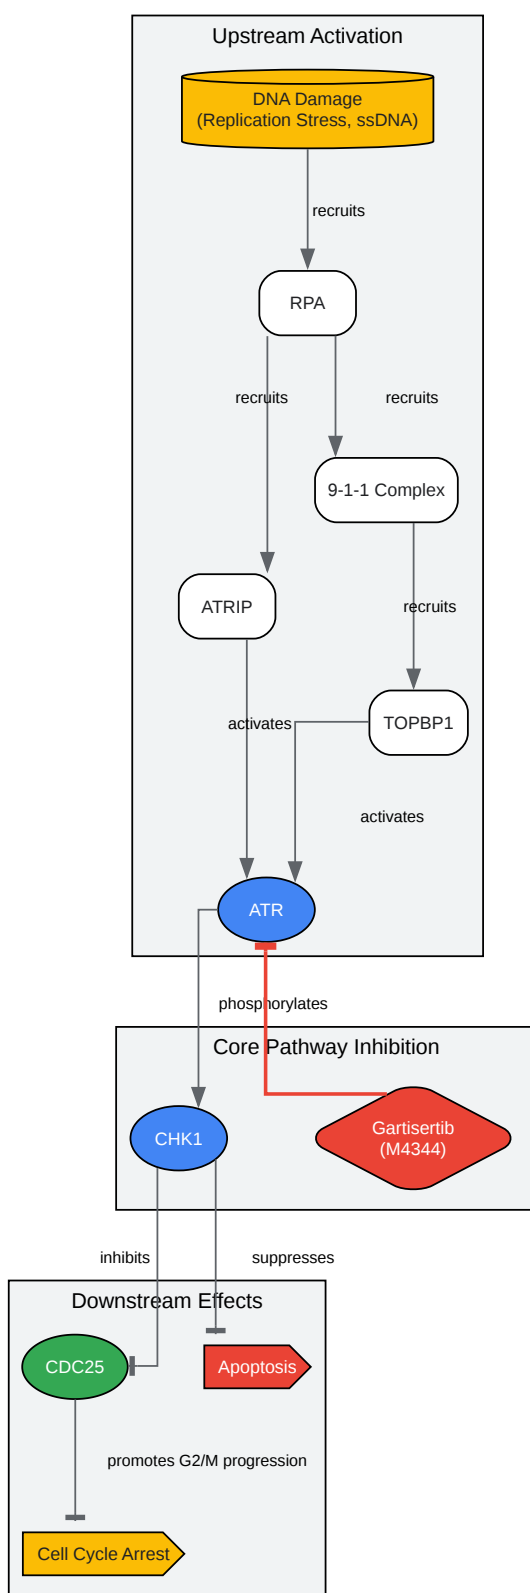 Upstream Activation
DNA Damage
(Replication Stress, ssDNA)
recruits
RPA
recruits
recruits
9-1-1 Complex
ATRIP
recruits
TOPBP1
activates
activates
ATR
phosphorylates
Core Pathway Inhibition
Gartisertib
(M4344)
CHK1
inhibits
suppresses
Downstream Effects
CDC25
Apoptosis
promotes G2/M progression
Cell Cycle Arrest